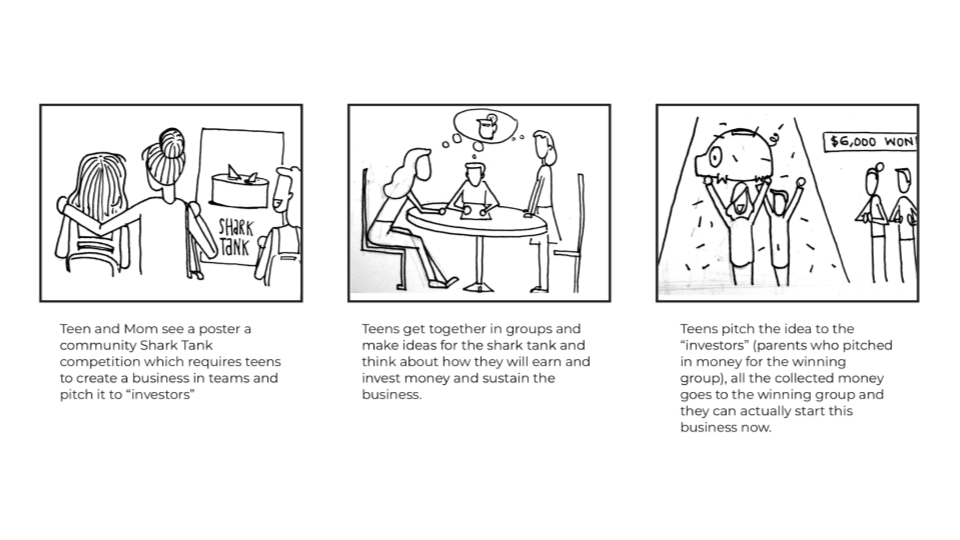 SHARK
TANK
$6,000 WON!
Teen and Mom see a poster a
community Shark Tank
competition which requires teens
to create a business in teams and
pitch it to “investors”
Teens get together in groups and
make ideas for the shark tank and
think about how they will earn and
invest money and sustain the
business.
Teens pitch the idea to the
“investors” (parents who pitched
in money for the winning
group), all the collected money
goes to the winning group and
they can actually start this
business now.